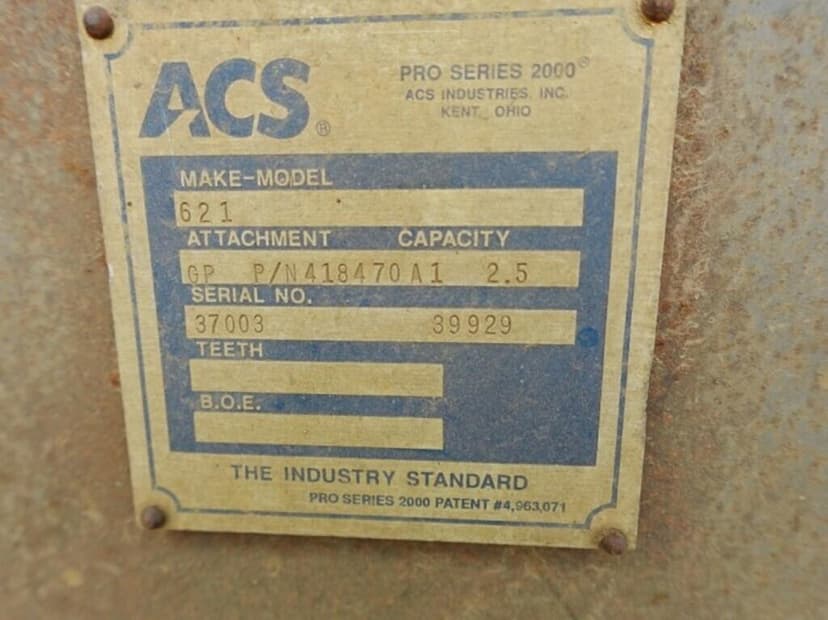 ACS®
PRO SERIES 2000®
ACS INDUSTRIES, INC.
KENT, OHIO
MAKE-MODEL
621
ATTACHMENT CAPACITY
GP P/N418470A1 2.5
SERIAL NO.
37003 39929
TEETH
B.O.E.
THE INDUSTRY STANDARD
PRO SERIES 2000 PATENT #4,963,071